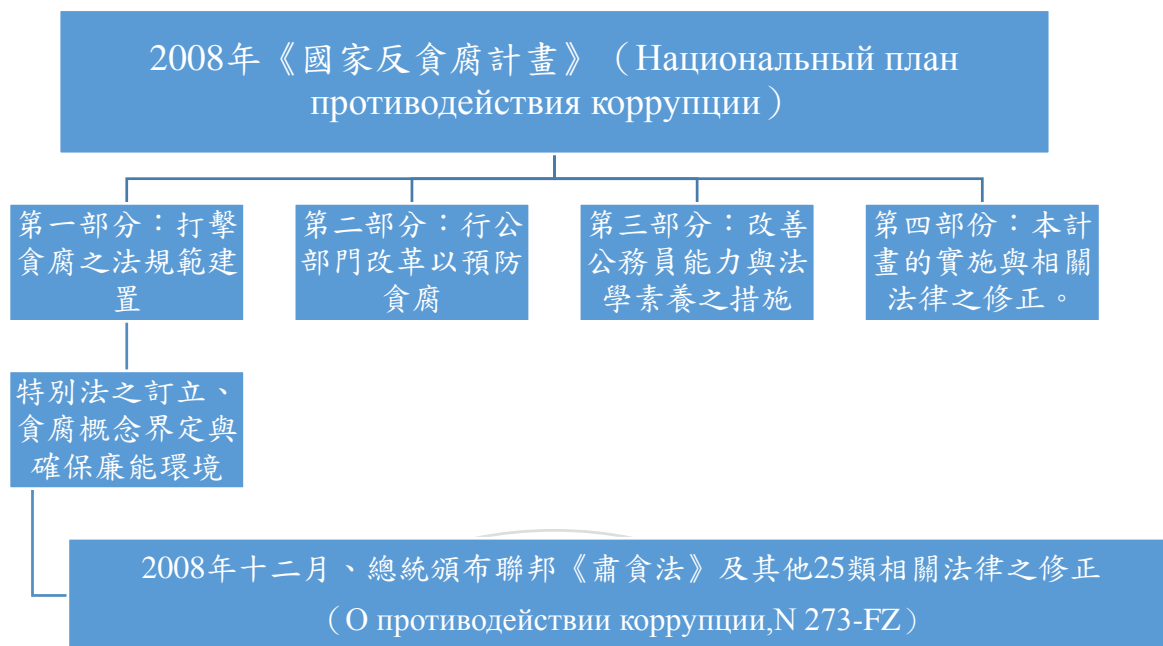 2008年《國家反貪腐計畫》（Национальный план
противодействия коррупции）
第一部分：打擊
貪腐之法規範建
置
第二部分：行公
部門改革以預防
貪腐
第三部分：改善
公務員能力與法
學素養之措施
第四部份：本計
畫的實施與相關
法律之修正。
特別法之訂立、
貪腐概念界定與
確保廉能環境
2008年十二月、總統頒布聯邦《肅貪法》及其他25類相關法律之修正
（О противодействии коррупции,N 273-FZ）